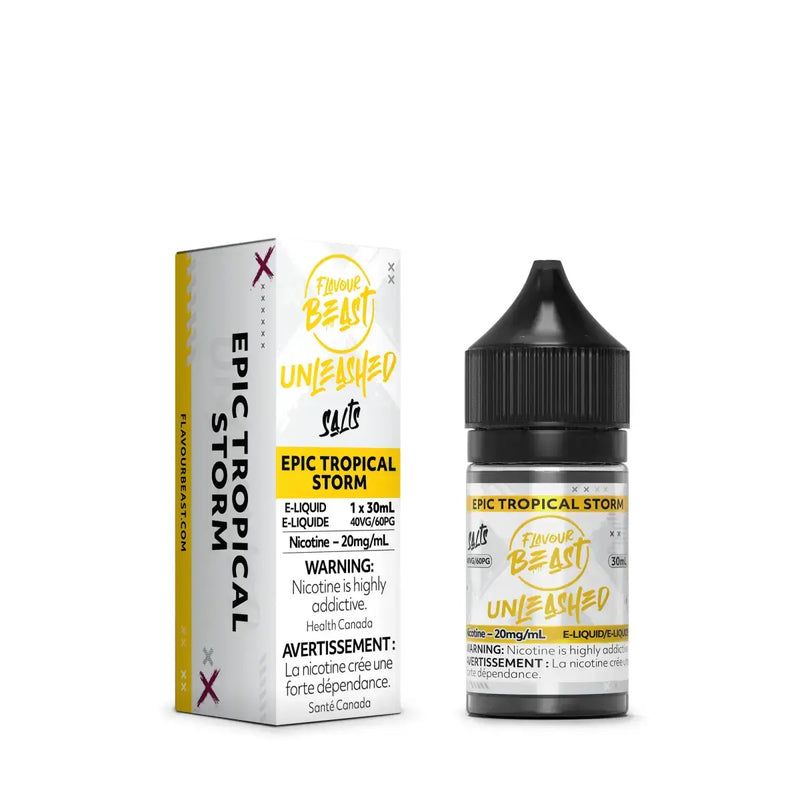 EPIC TROPICAL
STORM
FLAVOURBEAST.COM
FLAVOUR
BEAST
UNLEASHED
SALTS
EPIC TROPICAL
STORM
E-LIQUID 1 x 30mL
E-LIQUIDE 40VG/60PG
Nicotine – 20mg/mL
WARNING:
Nicotine is highly
addictive.
Health Canada
AVERTISSEMENT :
La nicotine crée une
forte dépendance.
Santé Canada
EPIC TROPICAL STORM
SALTS
40VG/60PG
30mL
FLAVOUR
BEAST
UNLEASHED
Nicotine – 20mg/mL E-LIQUID/E-LIQUIDE
WARNING: Nicotine is highly addictive
AVERTISSEMENT : La nicotine crée une
forte dépendance.